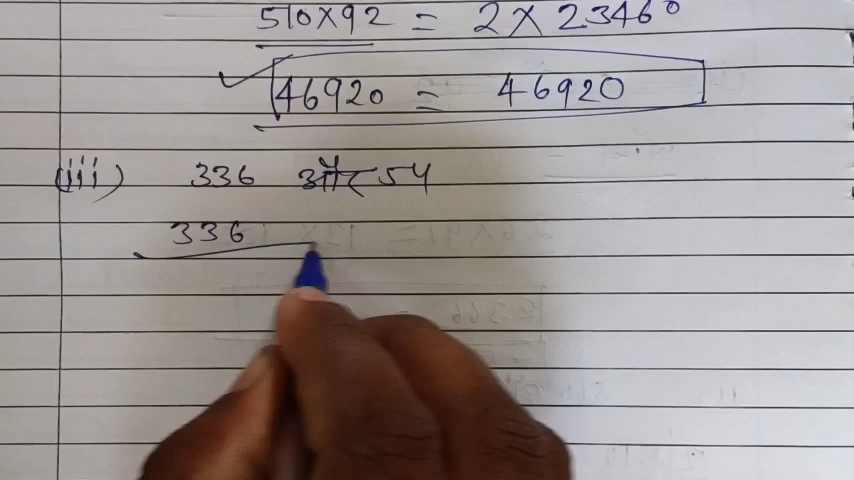 510×92 = 2×23460
46920 = 46920
(iii) 336 और 54
336